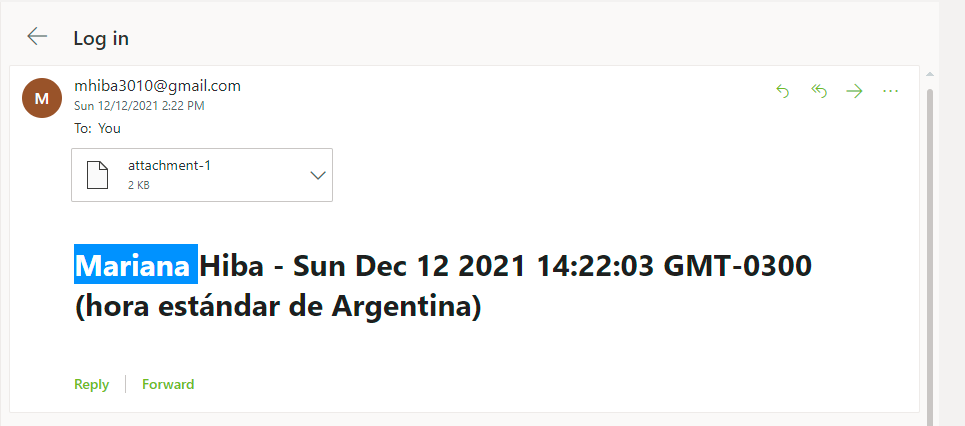 Log in
M
mhiba3010@gmail.com
Sun 12/12/2021 2:22 PM
To: You
attachment-1
2 KB
Mariana Hiba - Sun Dec 12 2021 14:22:03 GMT-0300
(hora estándar de Argentina)
Reply Forward